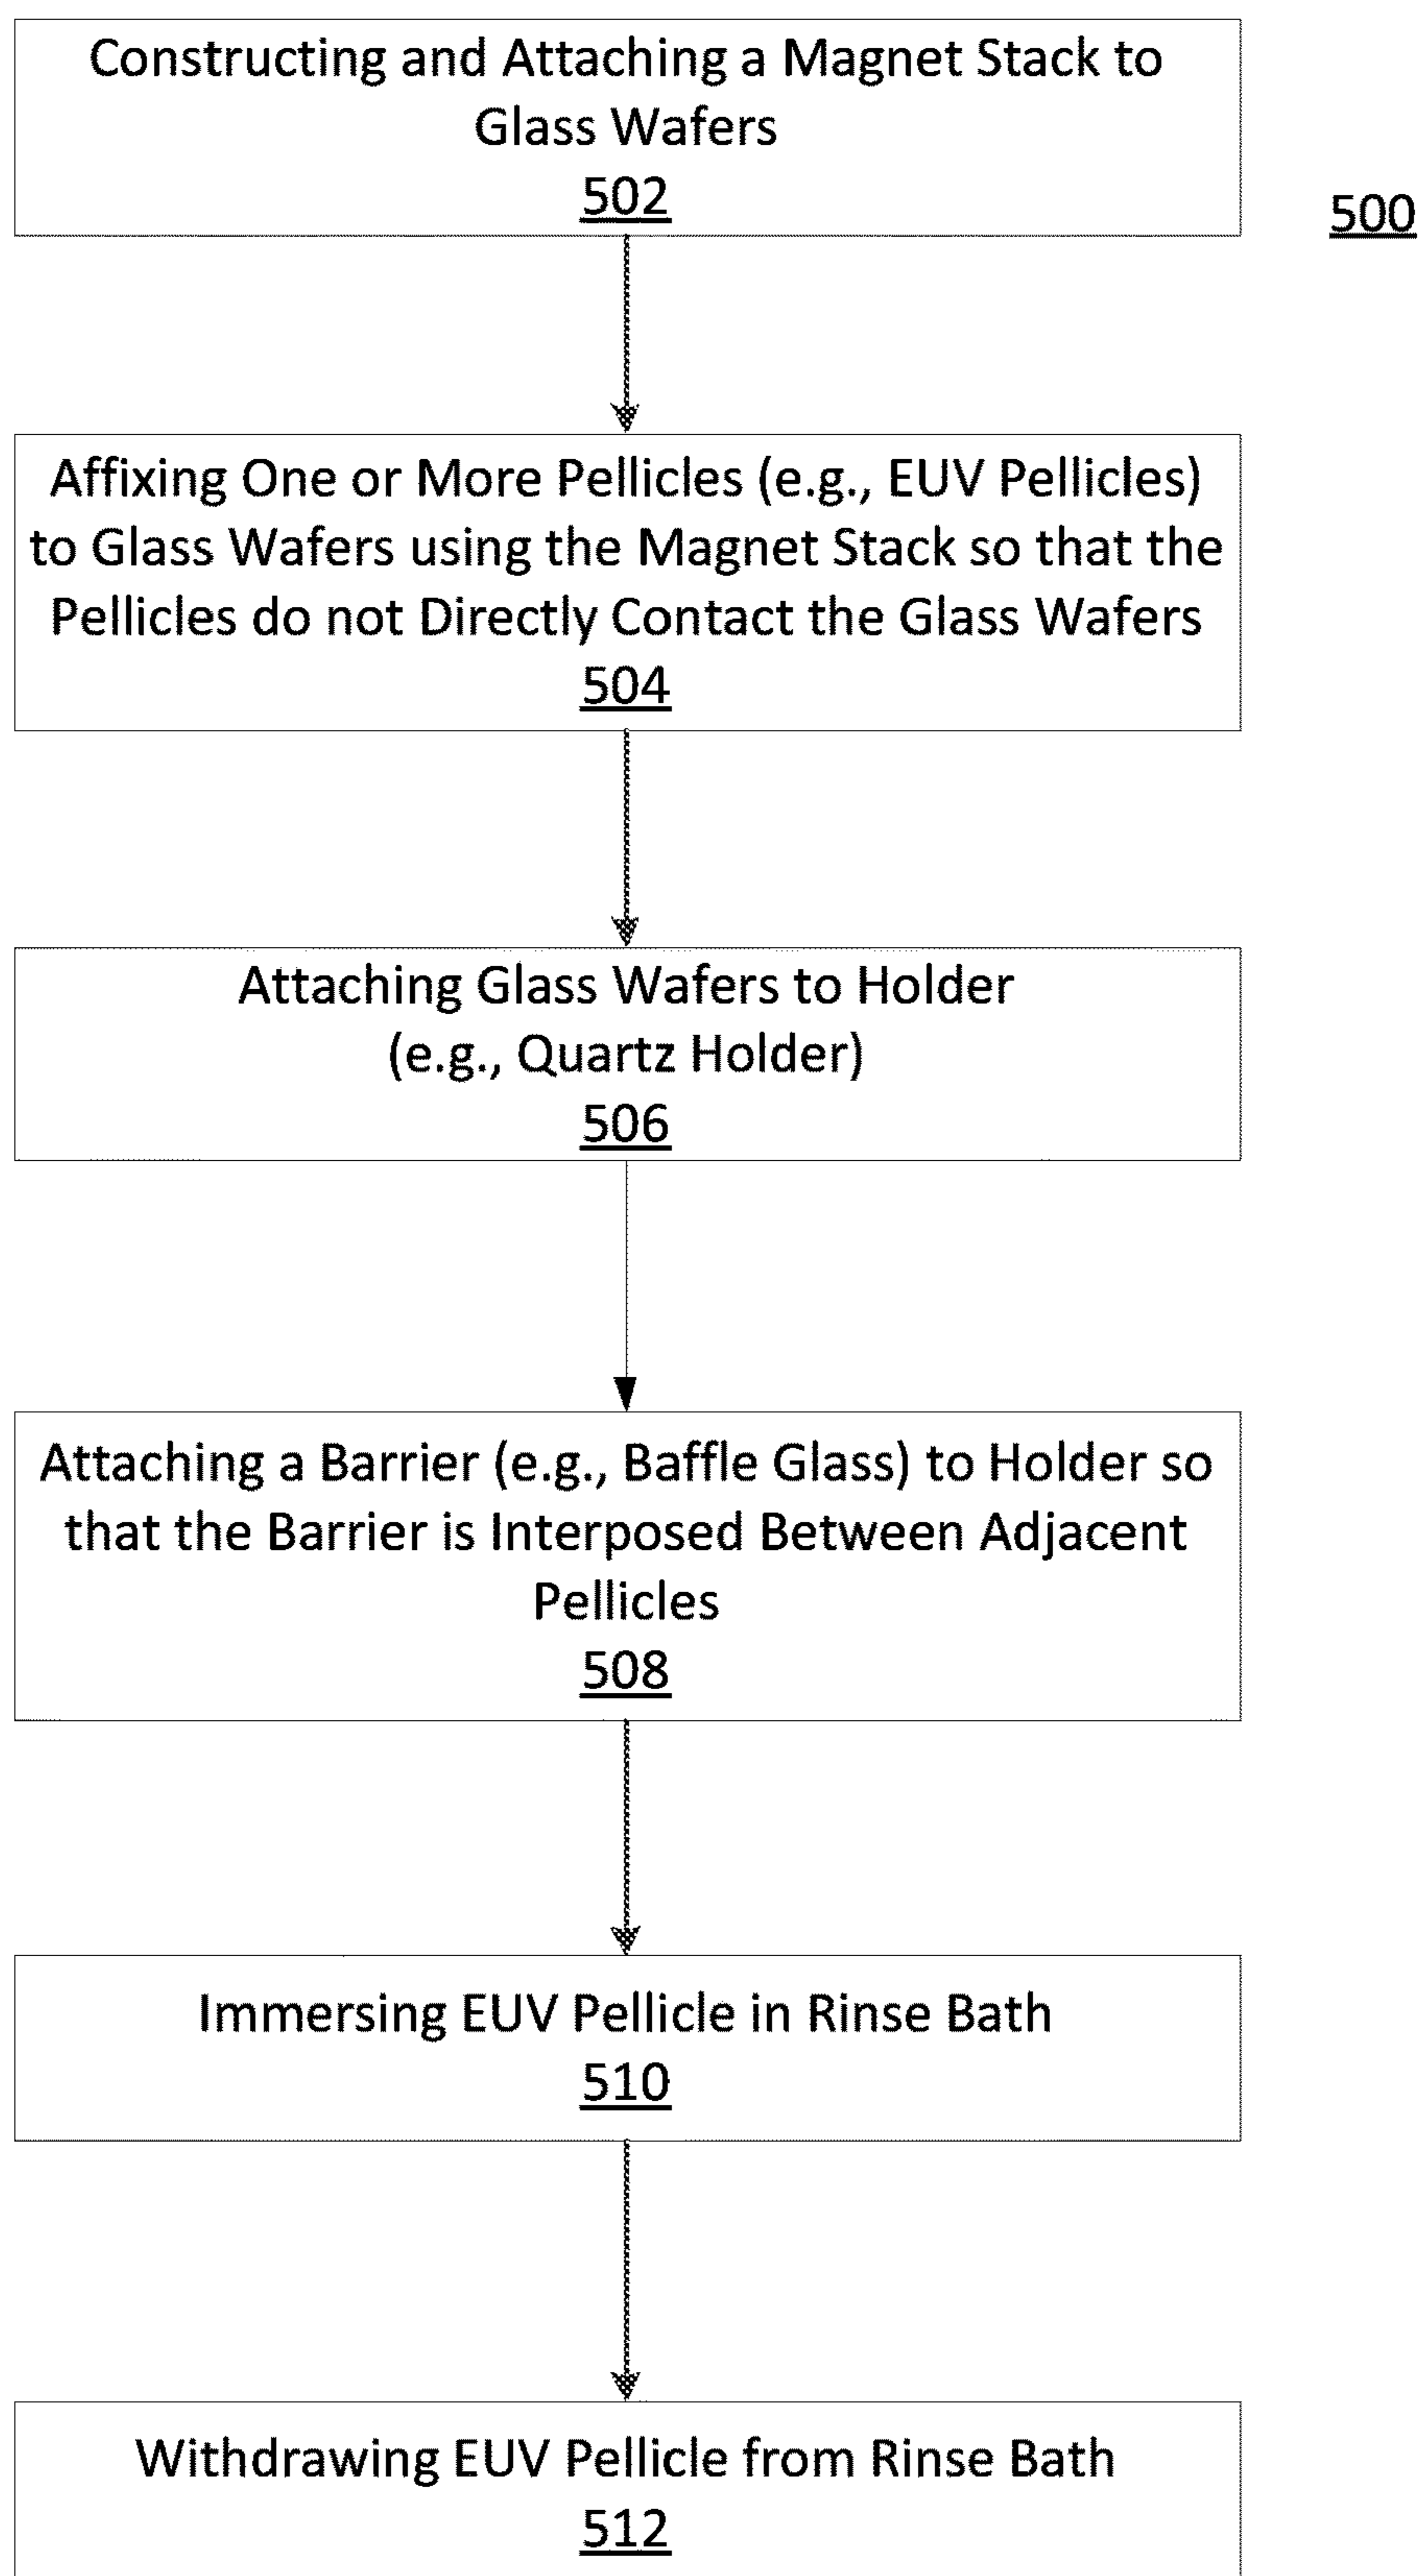 Constructing and Attaching a Magnet Stack to
Glass Wafers
502
500
Affixing One or More Pellicles (e.g., EUV Pellicles)
to Glass Wafers using the Magnet Stack so that the
Pellicles do not Directly Contact the Glass Wafers
504
Attaching Glass Wafers to Holder
(e.g., Quartz Holder)
506
Attaching a Barrier (e.g., Baffle Glass) to Holder so
that the Barrier is Interposed Between Adjacent
Pellicles
508
Immersing EUV Pellicle in Rinse Bath
510
Withdrawing EUV Pellicle from Rinse Bath
512